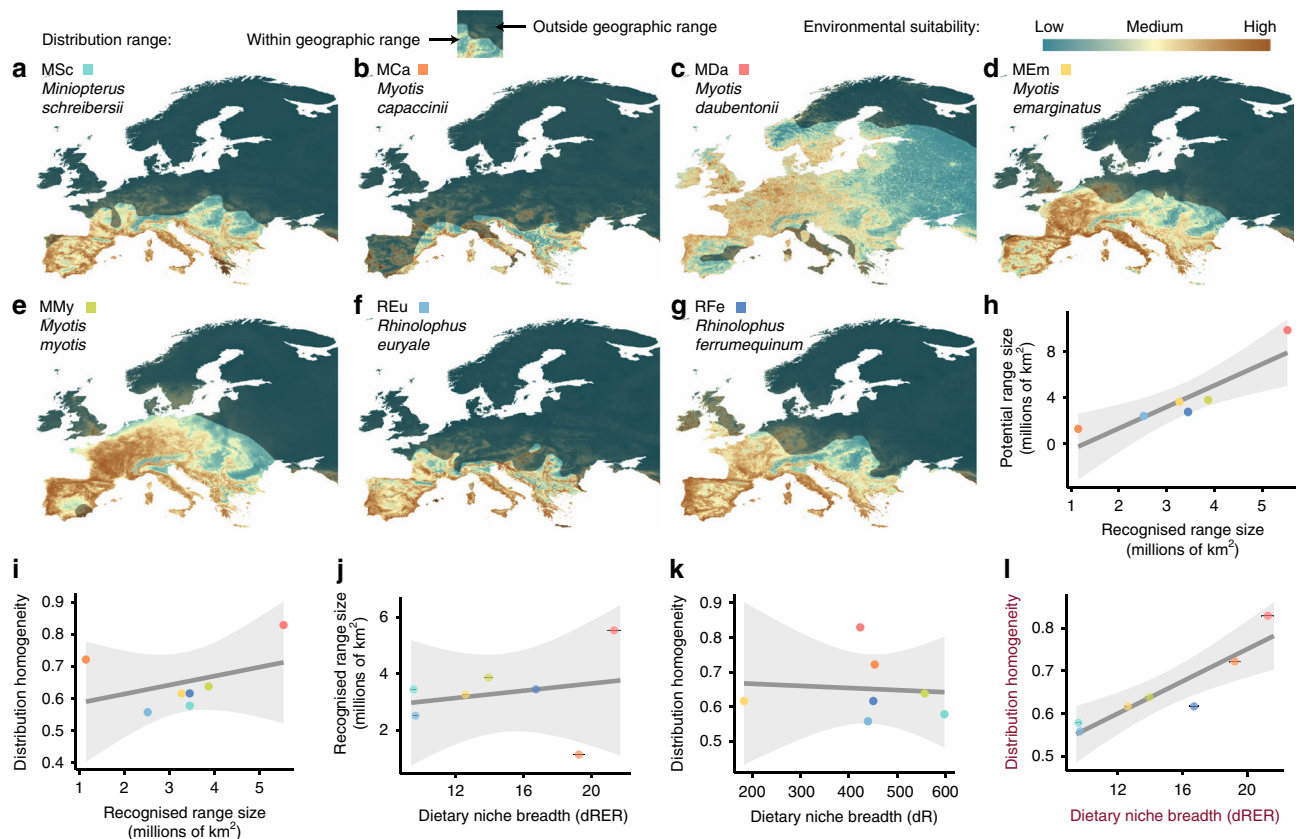 Distribution range:
Within geographic range
Outside geographic range
Environmental suitability:
Low
Medium
High
a
MSc
Miniopterus
schreibersii
b
MCa
Myotis
capaccinii
c
MDa
Myotis
daubentonii
d
MEm
Myotis
emarginatus
e
MMy
Myotis
myotis
f
REu
Rhinolophus
euryale
g
RFe
Rhinolophus
ferrumequinum
h
Potential range size
(millions of km²)
8
4
0
1 2 3 4 5
Recognised range size
(millions of km²)
i
Distribution homogeneity
0.9
0.8
0.7
0.6
0.5
0.4
1 2 3 4 5
Recognised range size
(millions of km²)
j
Recognised range size
(millions of km²)
6
4
2
12 16 20
Dietary niche breadth (dRER)
k
Distribution homogeneity
0.9
0.8
0.7
0.6
0.5
200 300 400 500 600
Dietary niche breadth (dR)
l
Distribution homogeneity
0.8
0.7
0.6
0.5
12 16 20
Dietary niche breadth (dRER)